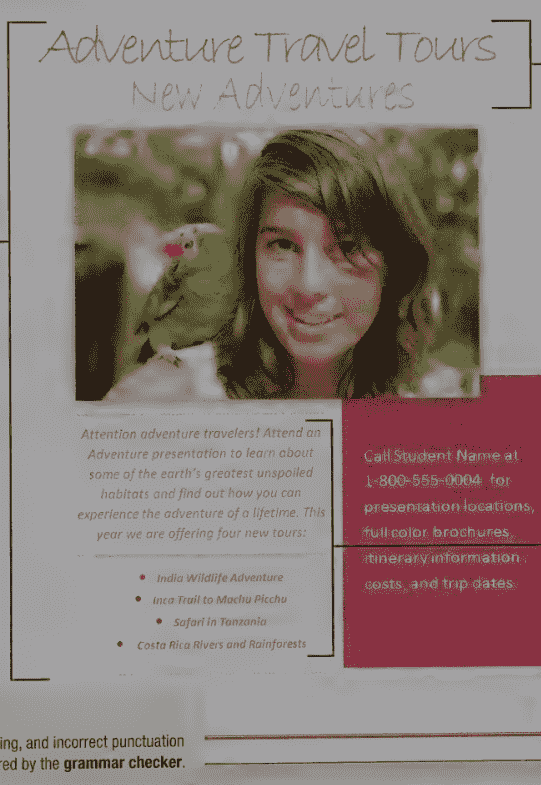 Adventure Travel Tours
New Adventures
Attention adventure travelers! Attend an
Adventure presentation to learn about
some of the earth's greatest unspoiled
habitats and find out how you can
experience the adventure of a lifetime. This
year we are offering four new tours:
• India Wildlife Adventure
• Inca Trail to Machu Picchu
• Safari in Tanzania
• Costa Rica Rivers and Rainforests
Call Student Name at
1-800-555-0004 for
presentation locations,
full color brochures,
itinerary information
costs, and trip dates
ing, and incorrect punctuation
red by the grammar checker.